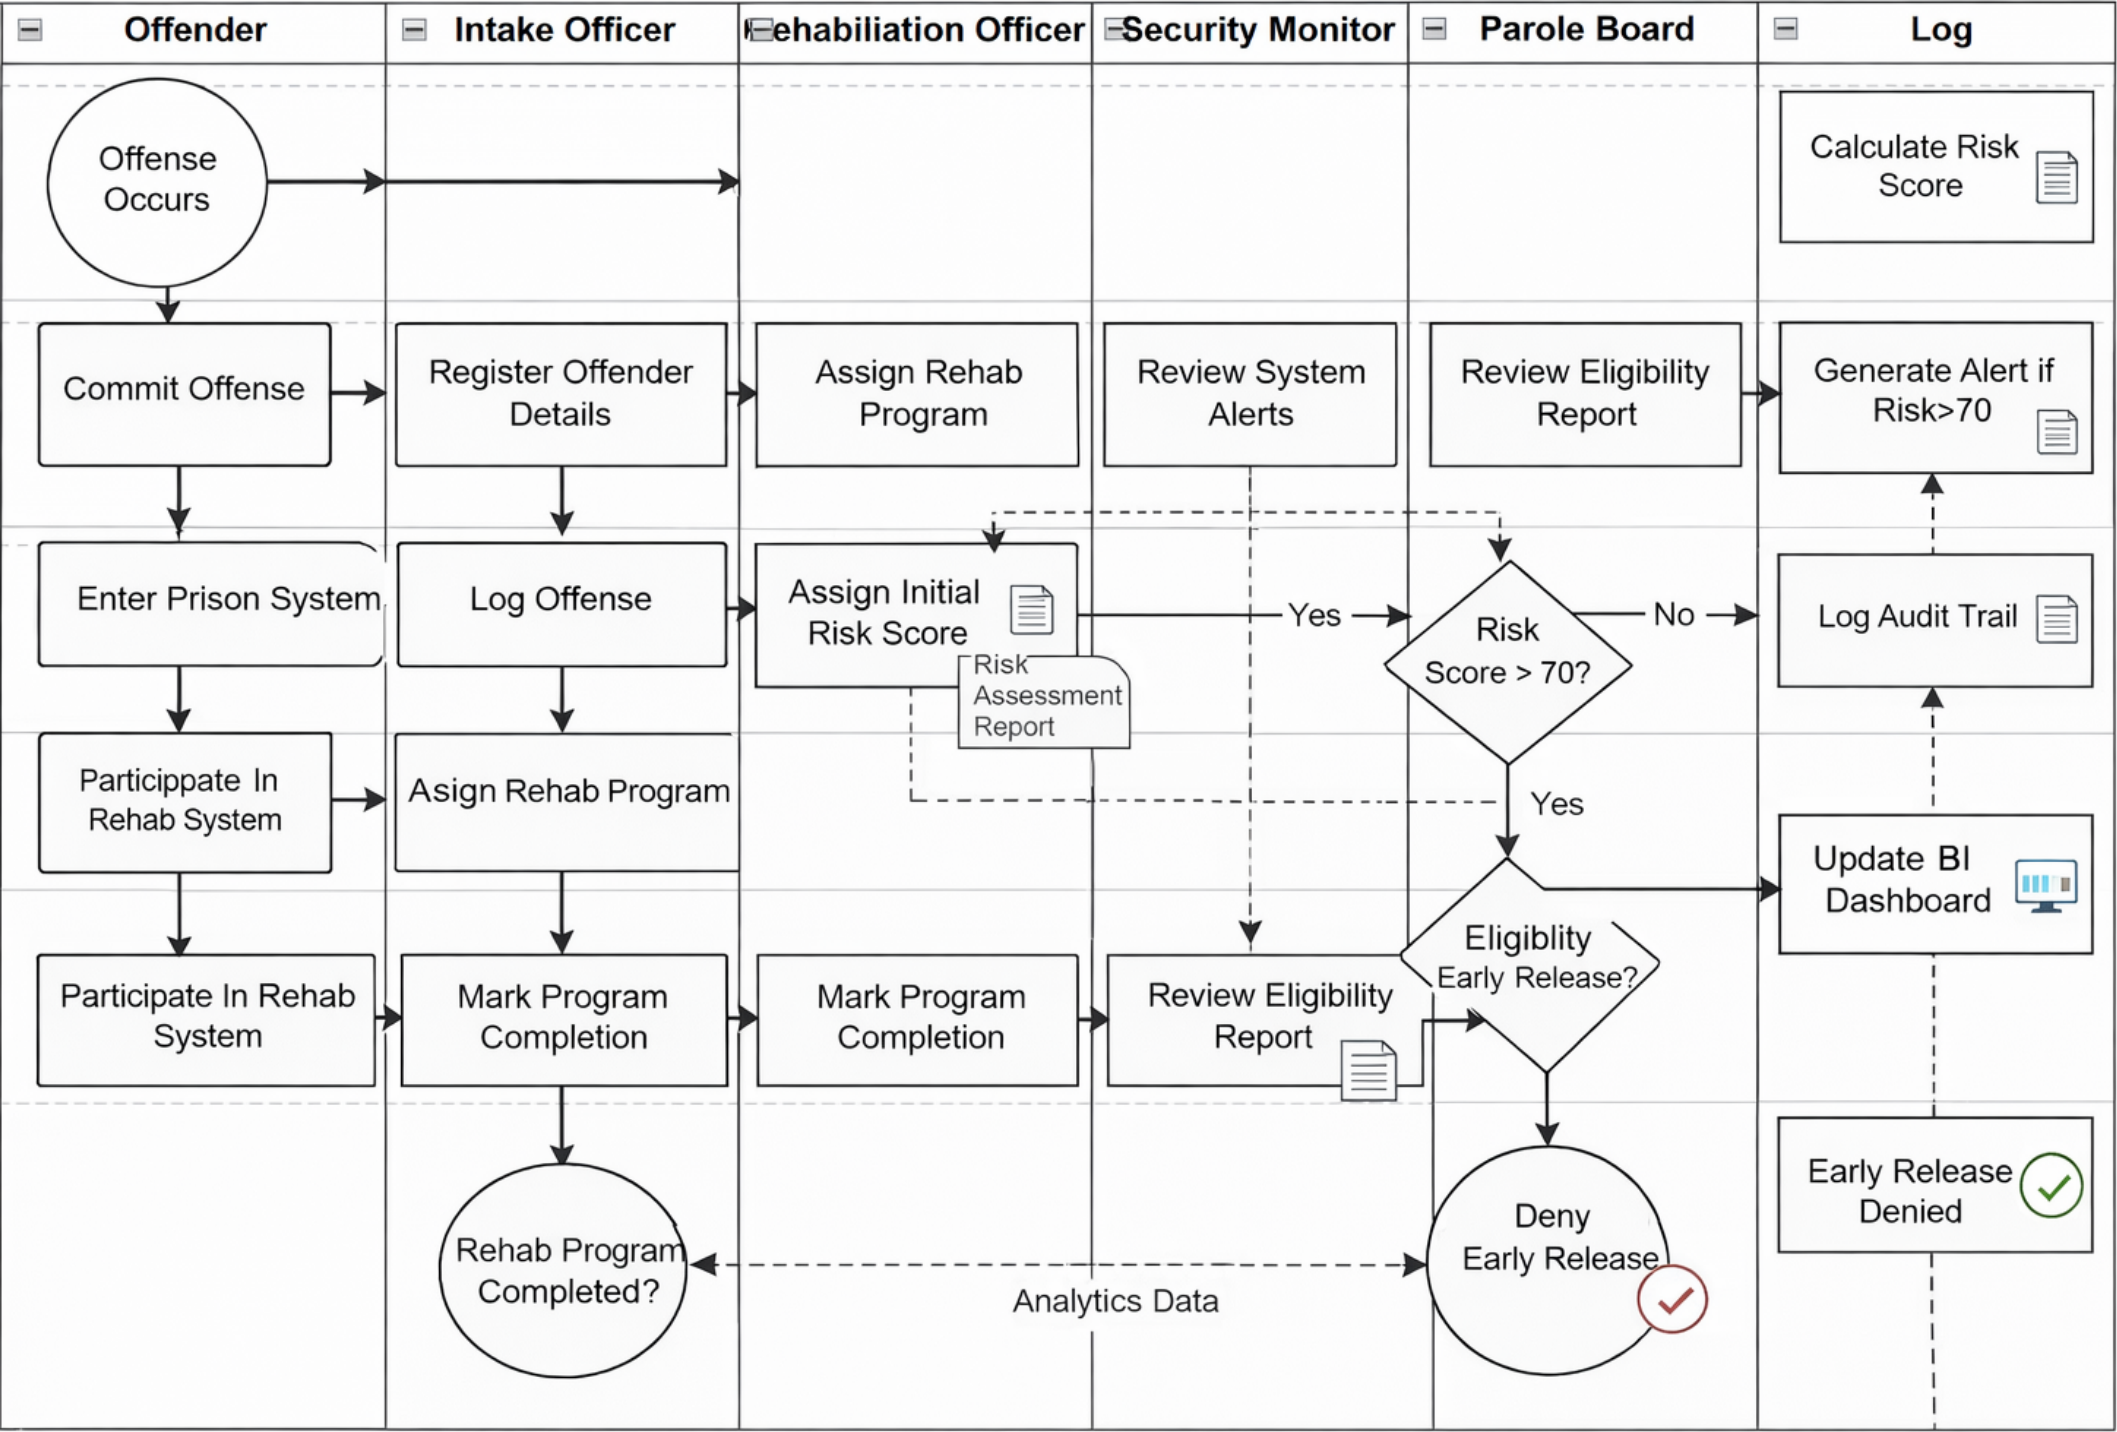 Offender
Intake Officer
ehabiliation Officer
Security Monitor
Parole Board
Log
Offense
Occurs
Calculate Risk
Score
Commit Offense
Register Offender
Details
Assign Rehab
Program
Review System
Alerts
Review Eligibility
Report
Generate Alert if
Risk>70
Enter Prison System
Log Offense
Assign Initial
Risk Score
Risk
Assessment
Report
Yes
Risk
Score > 70?
No
Log Audit Trail
Particippate In
Rehab System
Asign Rehab Program
Yes
Update BI
Dashboard
Participate In Rehab
System
Mark Program
Completion
Mark Program
Completion
Review Eligibility
Report
Eligiblity
Early Release?
Rehab Program
Completed?
Analytics Data
Deny
Early Release
Early Release
Denied